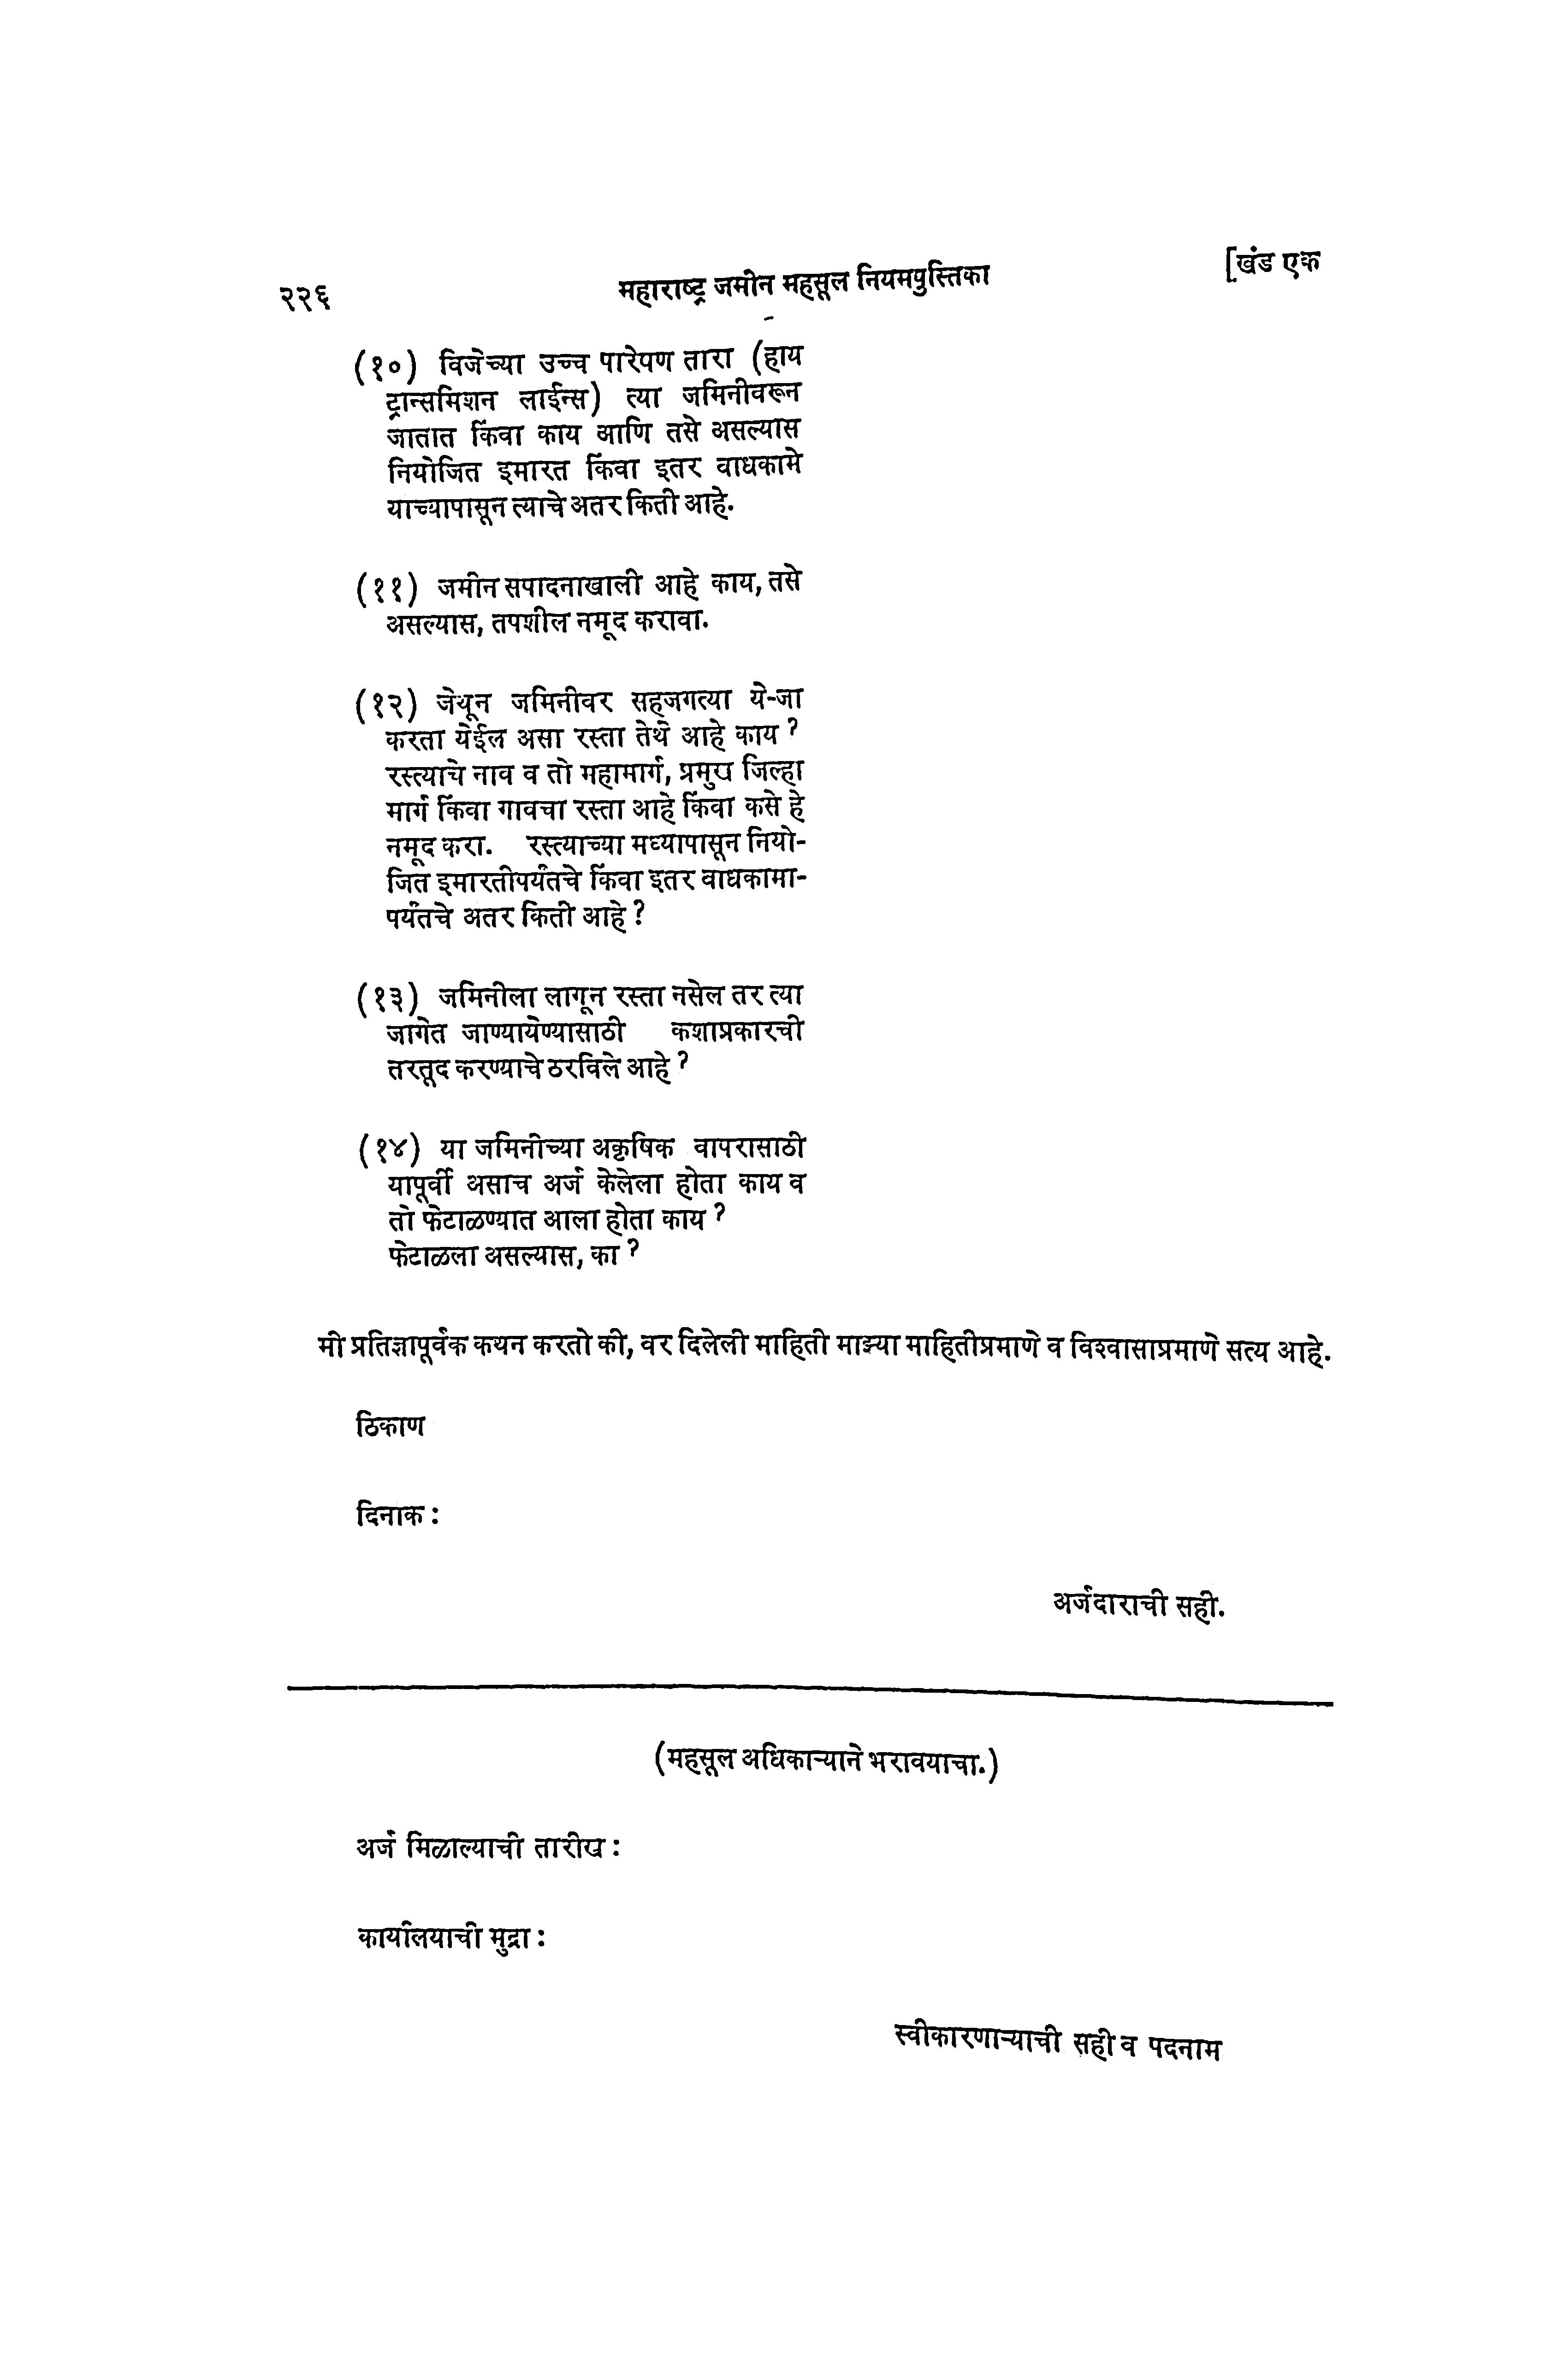 २२६ महाराष्ट्र जमीन महसूल नियमपुस्तिका [खंड एक
(१०) विजेच्या उच्च पारेपण तारा (हाय
ट्रान्समिशन लाईन्स) त्या जमिनीवरून
जातात किंवा काय आणि तसे असल्यास
नियोजित इमारत किंवा इतर वाधकामे
याच्यापासून त्याचे अतर किती आहे.
(११) जमीन सपादनाखाली आहे काय, तसे
असल्यास, तपशील नमूद करावा.
(१२) जेथून जमिनीवर सहजगत्या ये-जा
करता येईल असा रस्ता तेथे आहे काय ?
रस्त्याचे नाव व तो महामार्ग, प्रमुख जिल्हा
मार्ग किंवा गावचा रस्ता आहे किंवा कसे हे
नमूद करा. रस्त्याच्या मध्यापासून नियो-
जित इमारतीपर्यंतचे किंवा इतर वाधकामा-
पर्यंतचे अतर किती आहे ?
(१३) जमिनीला लागून रस्ता नसेल तर त्या
जागेत जाण्यायेण्यासाठी कशाप्रकारची
तरतूद करण्याचे ठरविले आहे ?
(१४) या जमिनीच्या अकृषिक वापरासाठी
यापूर्वी असाच अर्ज केलेला होता काय व
तो फेटाळण्यात आला होता काय ?
फेटाळला असल्यास, का ?
मी प्रतिज्ञापूर्वक कथन करतो की, वर दिलेली माहिती माझ्या माहितीप्रमाणे व विश्वासाप्रमाणे सत्य आहे.
ठिकाण
दिनाक :
अर्जदाराची सही.
(महसूल अधिकाऱ्याने भरावयाचा.)
अर्ज मिळाल्याची तारीख :
कार्यालयाची मुद्रा :
स्वीकारणाऱ्याची सही व पदनाम